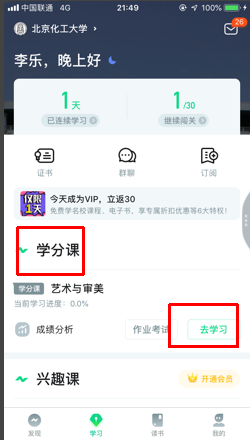 中国联通 4G 21:49 100%
北京化工大学 >
26
李乐，晚上好
1天 1/30
已连续学习 继续闯关
证书 群聊 订阅
仅限1天
今天成为VIP，立返30
免费学名校课程、电子书，享专属折扣优惠等6大特权！
学分课
学分课 艺术与审美
当前学习进度：0.0%
成绩分析 作业考试 去学习
兴趣课 开通会员
发现 学习 读书 我的